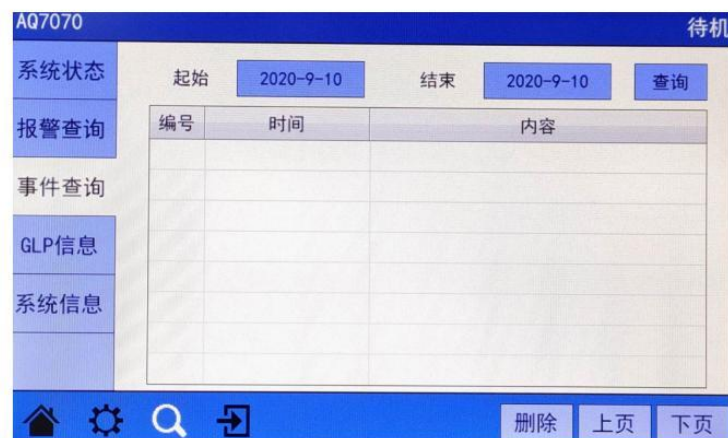 AQ7070 待机
系统状态
报警查询
事件查询
GLP信息
系统信息
起始 2020-9-10 结束 2020-9-10 查询
编号 时间 内容
删除 上页 下页